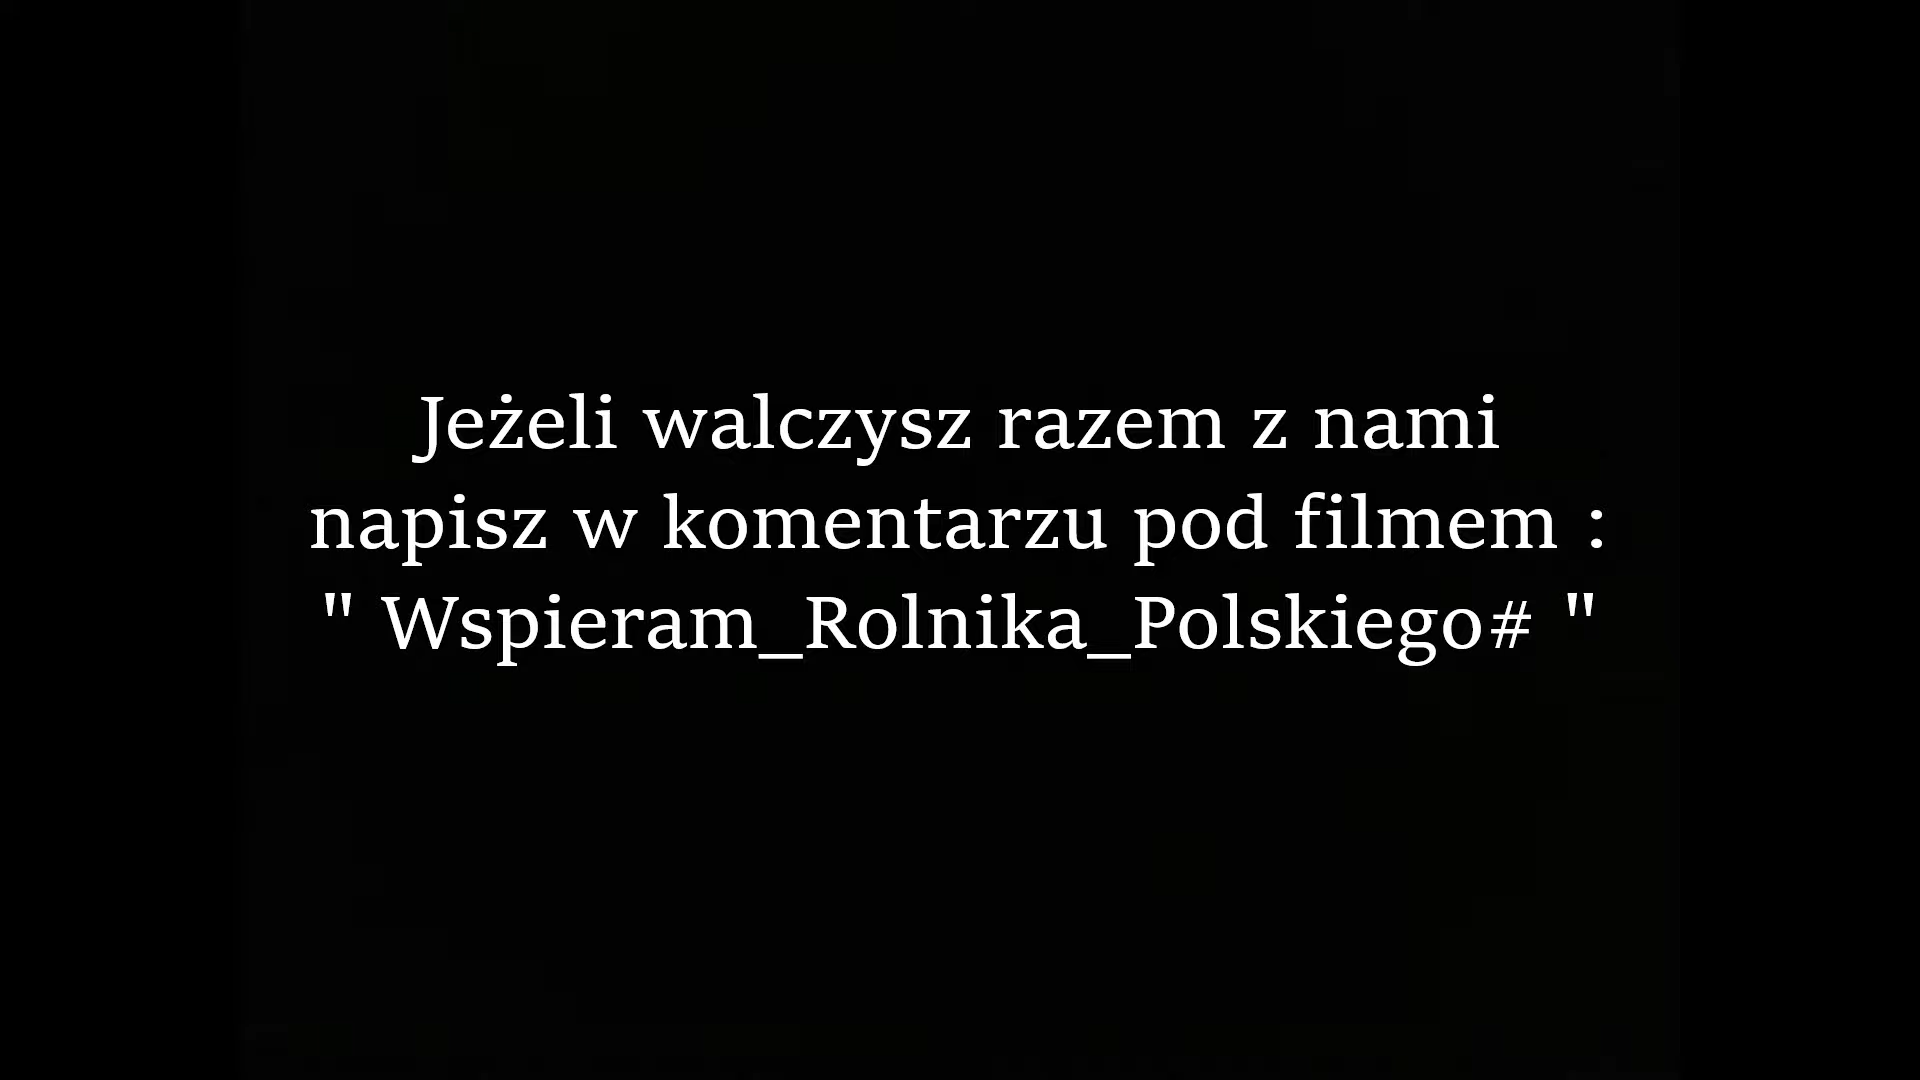 Jeżeli walczysz razem z nami
napisz w komentarzu pod filmem :
" Wspieram_Rolnika_Polskiego# "